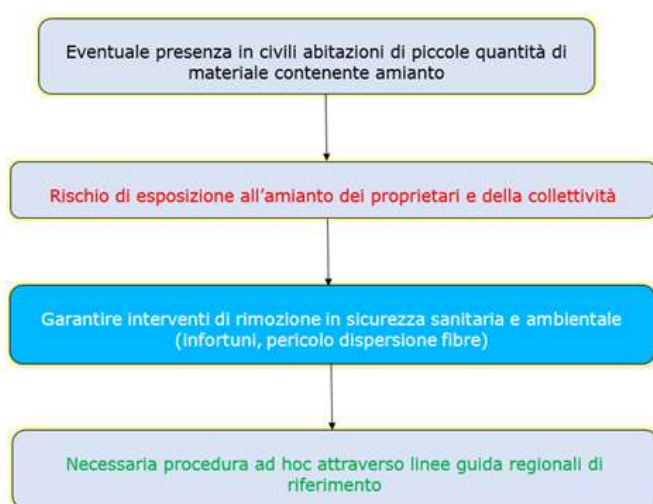 Eventuale presenza in civili abitazioni di piccole quantità di
materiale contenente amianto
Rischio di esposizione all'amianto dei proprietari e della collettività
Garantire interventi di rimozione in sicurezza sanitaria e ambientale
(infortuni, pericolo dispersione fibre)
Necessaria procedura ad hoc attraverso linee guida regionali di
riferimento